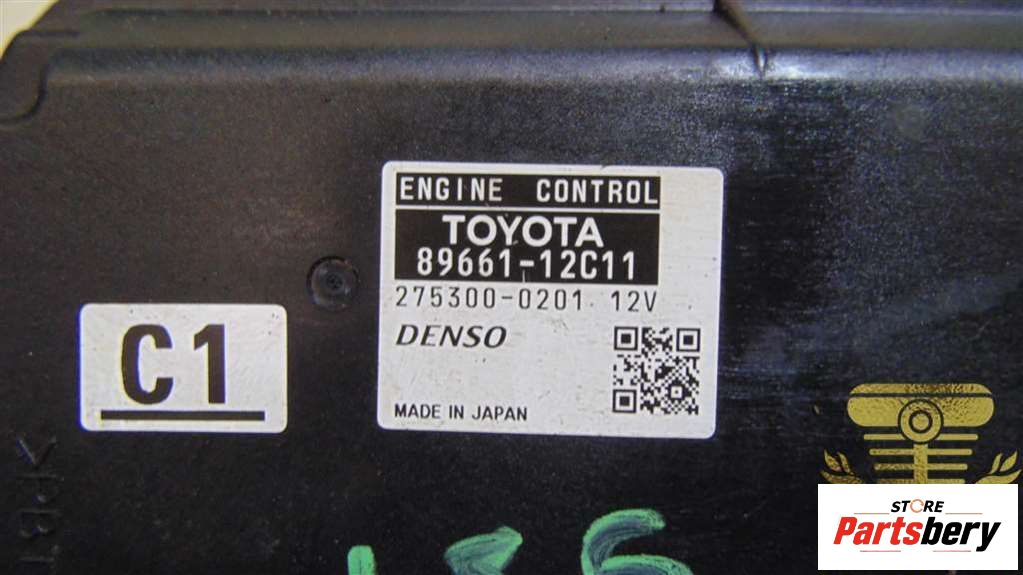 ENGINE CONTROL
TOYOTA
89661-12C11
275300-0201 12V
DENSO
MADE IN JAPAN
C1
STORE
Partsbery